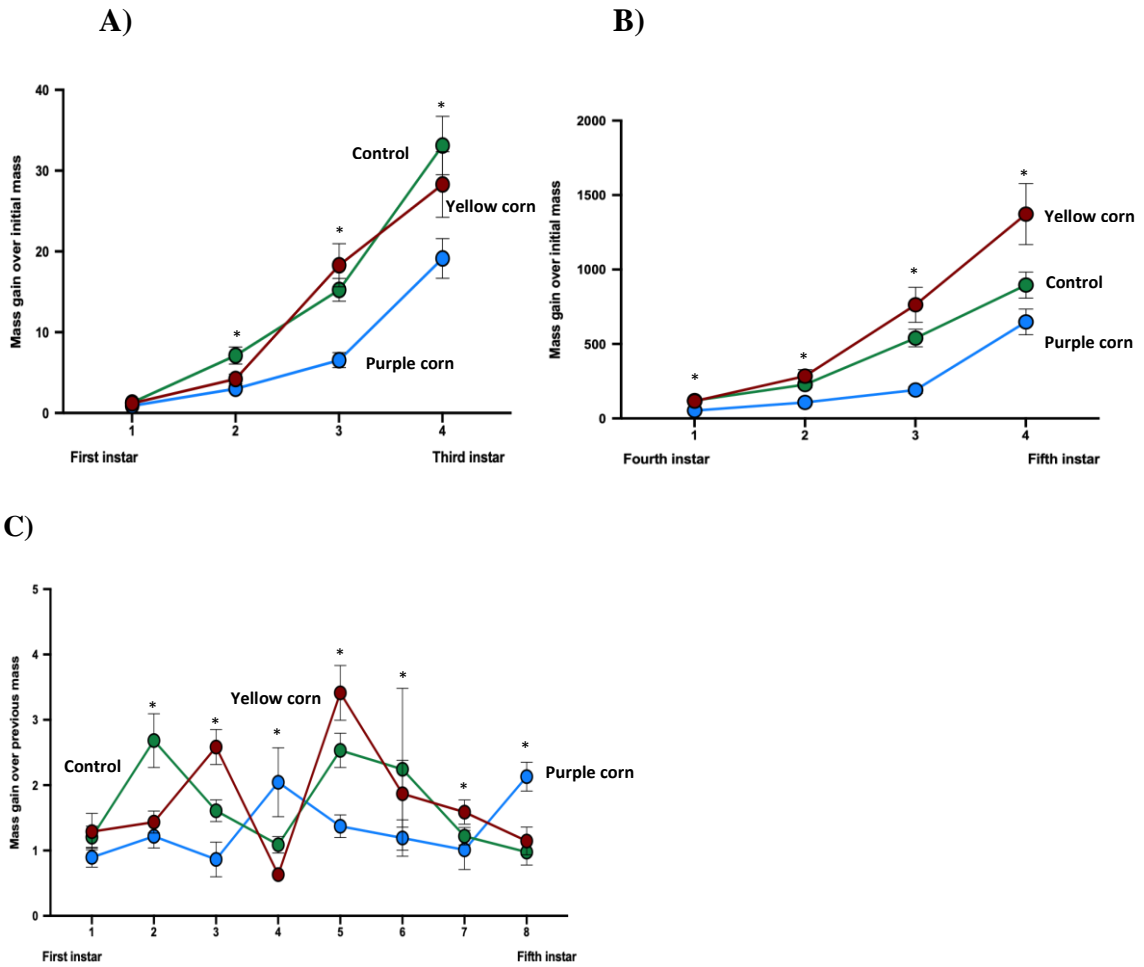 A)
B)
Mass gain over initial mass
40
30
20
10
0
*
*
*
Control
Yellow corn
Purple corn
1 2 3 4
First instar Third instar
Mass gain over initial mass
2000
1500
1000
500
0
*
*
*
*
Yellow corn
Control
Purple corn
1 2 3 4
Fourth instar Fifth instar
C)
Mass gain over previous mass
5
4
3
2
1
0
* * * * * * *
Control
Yellow corn
Purple corn
1 2 3 4 5 6 7 8
First instar Fifth instar